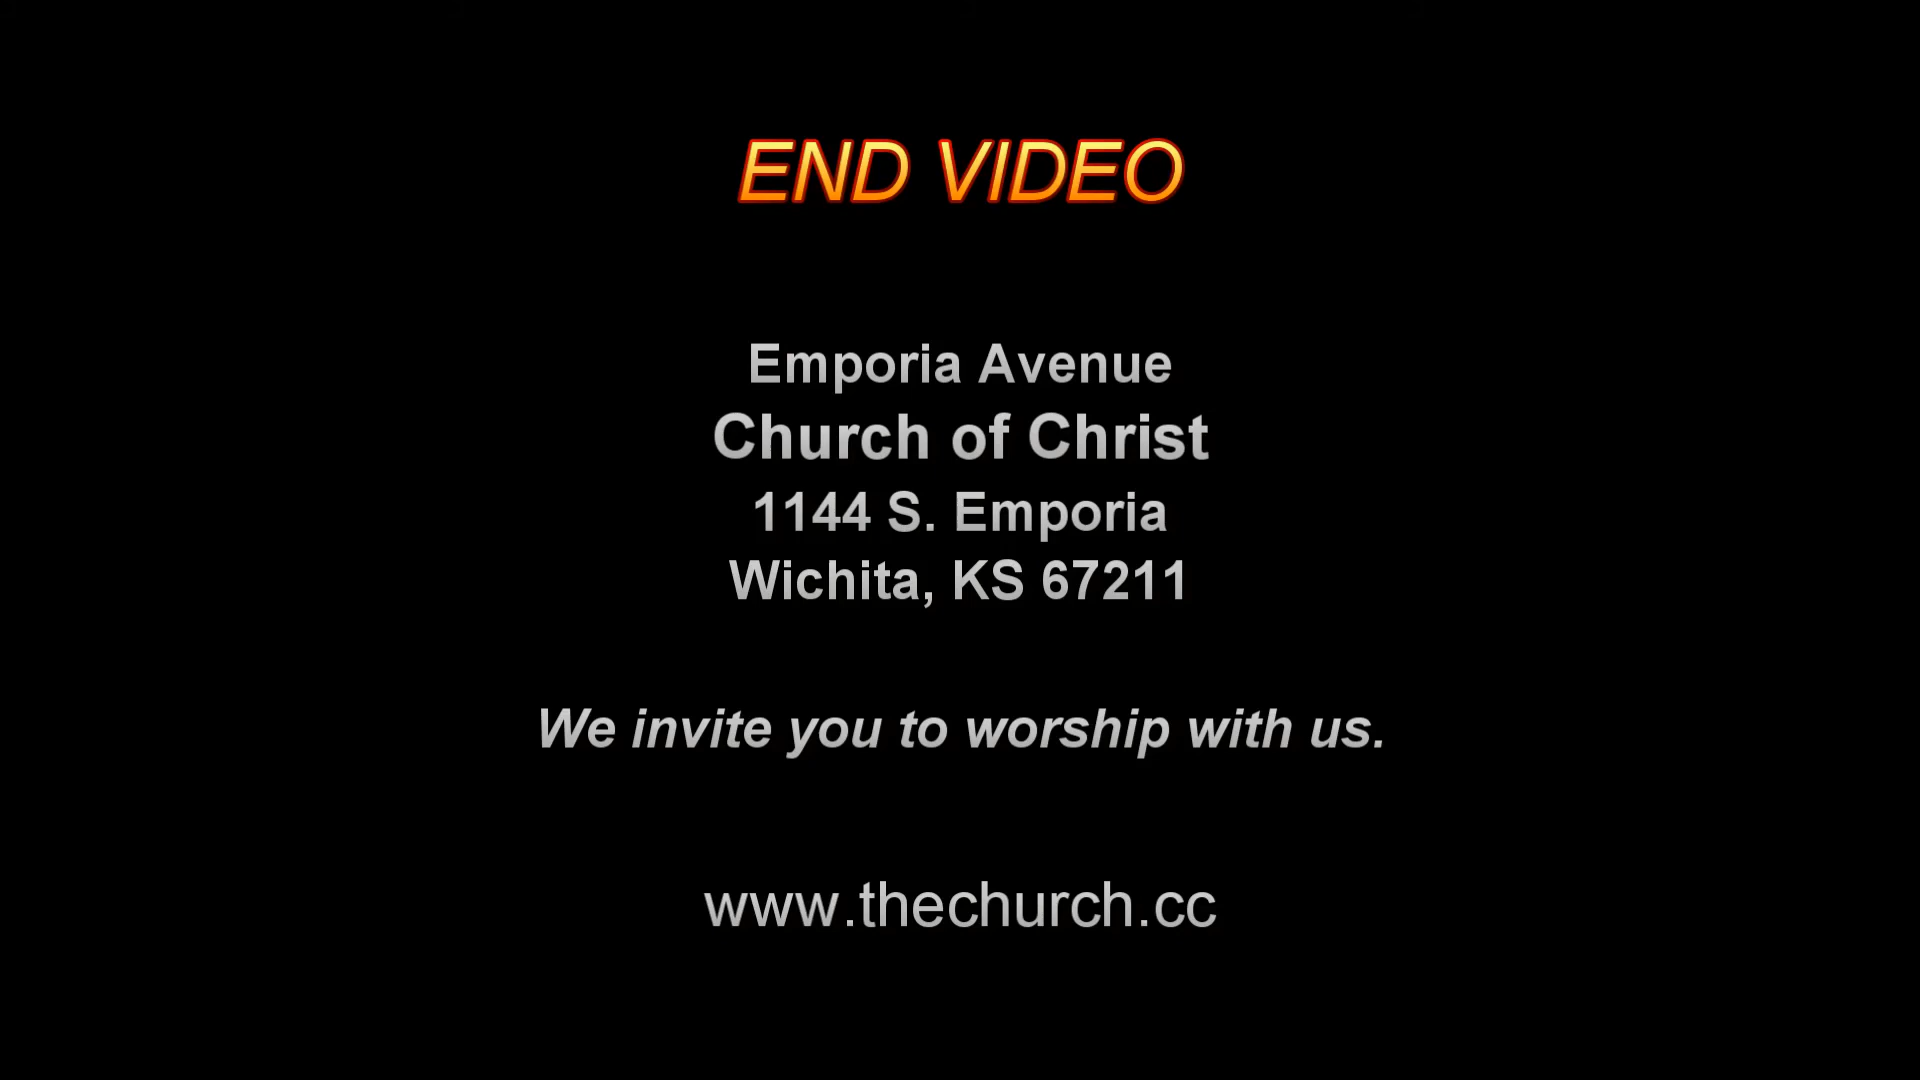 END VIDEO
Emporia Avenue
Church of Christ
1144 S. Emporia
Wichita, KS 67211
We invite you to worship with us.
www.thechurch.cc